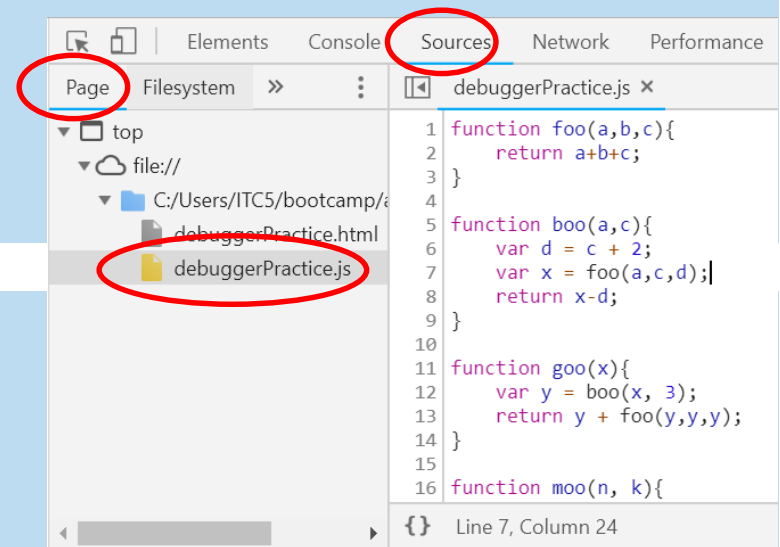 Elements Console Sources Network Performance
Page Filesystem »
top
file://
C:/Users/ITC5/bootcamp/
debuggerPractice.html
debuggerPractice.js
debuggerPractice.js ×
1 function foo(a,b,c){
2 return a+b+c;
3 }
4
5 function boo(a,c){
6 var d = c + 2;
7 var x = foo(a,c,d);
8 return x-d;
9 }
10
11 function goo(x){
12 var y = boo(x, 3);
13 return y + foo(y,y,y);
14 }
15
16 function moo(n, k){
{} Line 7, Column 24